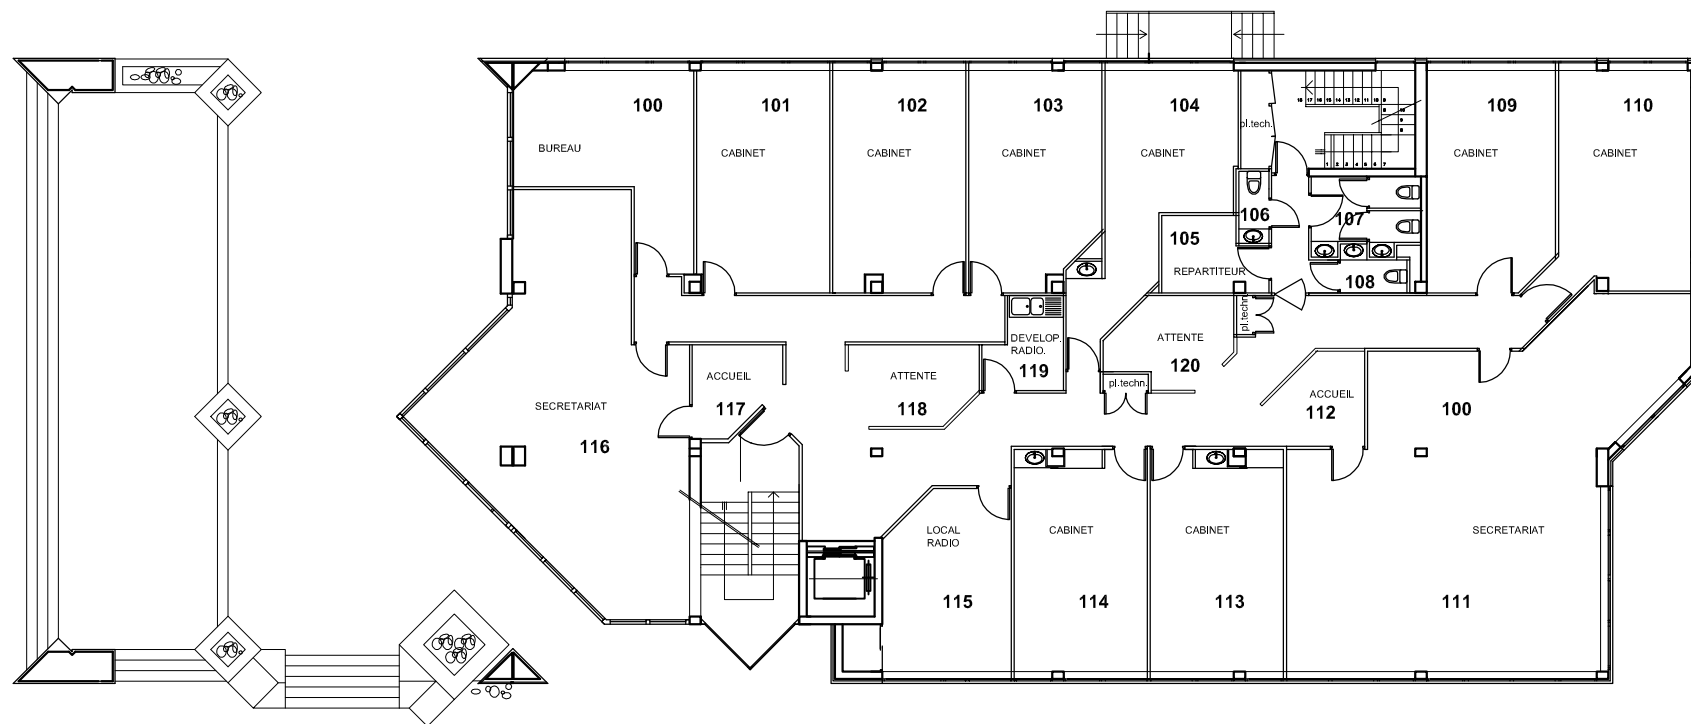 100
BUREAU
101
CABINET
102
CABINET
103
CABINET
104
CABINET
pl.tech.
109
CABINET
110
CABINET
106
107
105
REPARTITEUR
108
pl.techn.
DEVELOP.
RADIO.
119
ATTENTE
120
pl.techn.
ACCUEIL
117
ATTENTE
118
ACCUEIL
112
100
SECRETARIAT
116
LOCAL
RADIO
115
CABINET
114
CABINET
113
SECRETARIAT
111